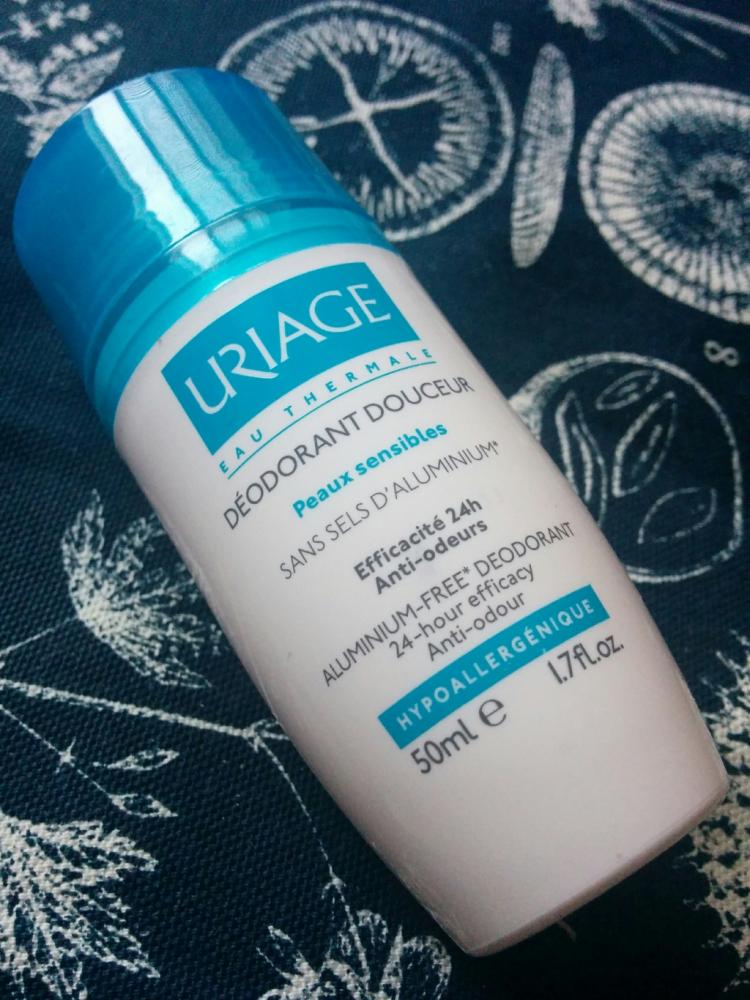 URIAGE
EAU THERMALE
DÉODORANT DOUCEUR
Peaux sensibles
SANS SELS D'ALUMINIUM*
Efficacité 24h
Anti-odeurs
ALUMINIUM-FREE* DEODORANT
24-hour efficacy
Anti-odour
HYPOALLERGÉNIQUE
50ml e 1.7fl.oz.
8